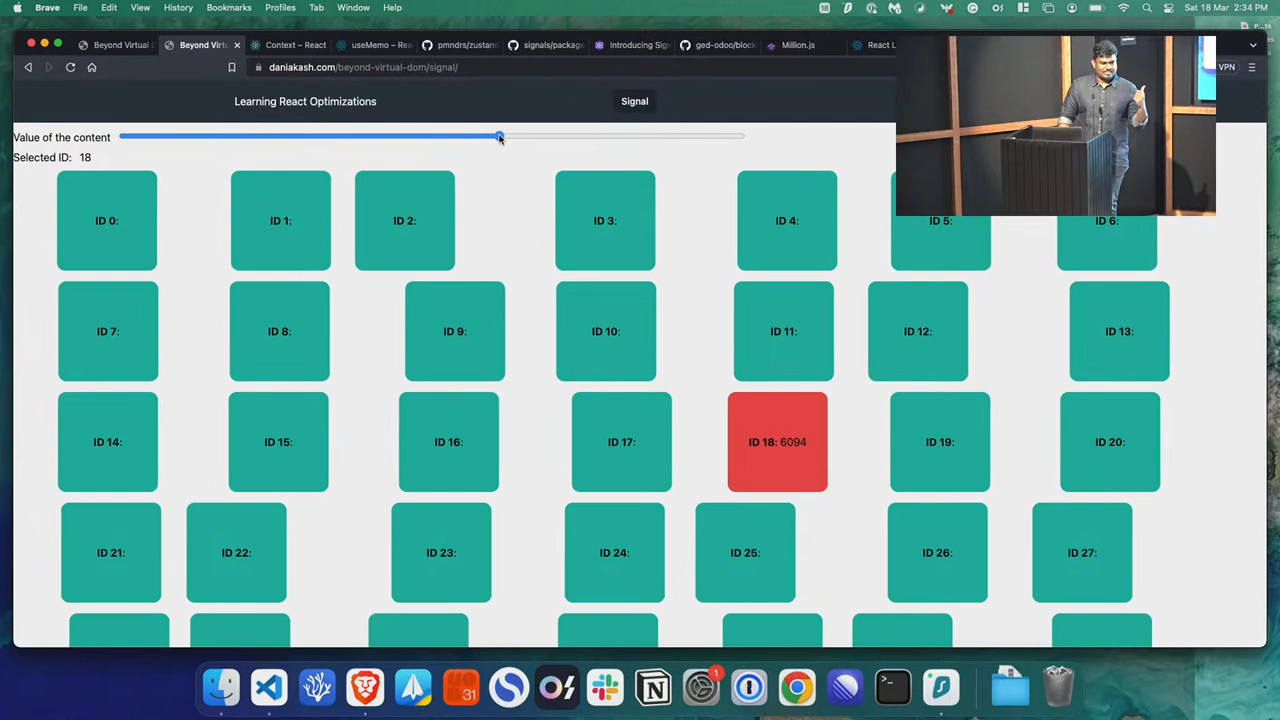 Brave File Edit View History Bookmarks Profiles Tab Window Help
Sat 18 Mar 2:34 PM
Beyond Virtual
Beyond Virtu
Context – React
useMemo – Rea
pmndrs/zustand
signals/package
Introducing Sign
ged-odoo/block
Million.js
React L
VPN
daniakash.com/beyond-virtual-dom/signal/
Learning React Optimizations
Signal
Value of the content
Selected ID: 18
ID 0: ID 1: ID 2: ID 3: ID 4: ID 5: ID 6:
ID 7: ID 8: ID 9: ID 10: ID 11: ID 12: ID 13:
ID 14: ID 15: ID 16: ID 17: ID 18: 6094 ID 19: ID 20:
ID 21: ID 22: ID 23: ID 24: ID 25: ID 26: ID 27:
31
1